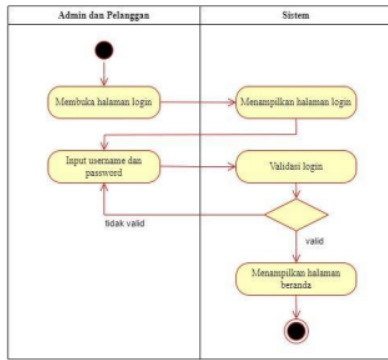 Admin dan Pelanggan
Sistem
Membuka halaman login
Menampilkan halaman login
Input username dan
password
Validasi login
tidak valid
valid
Menampilkan halaman
beranda